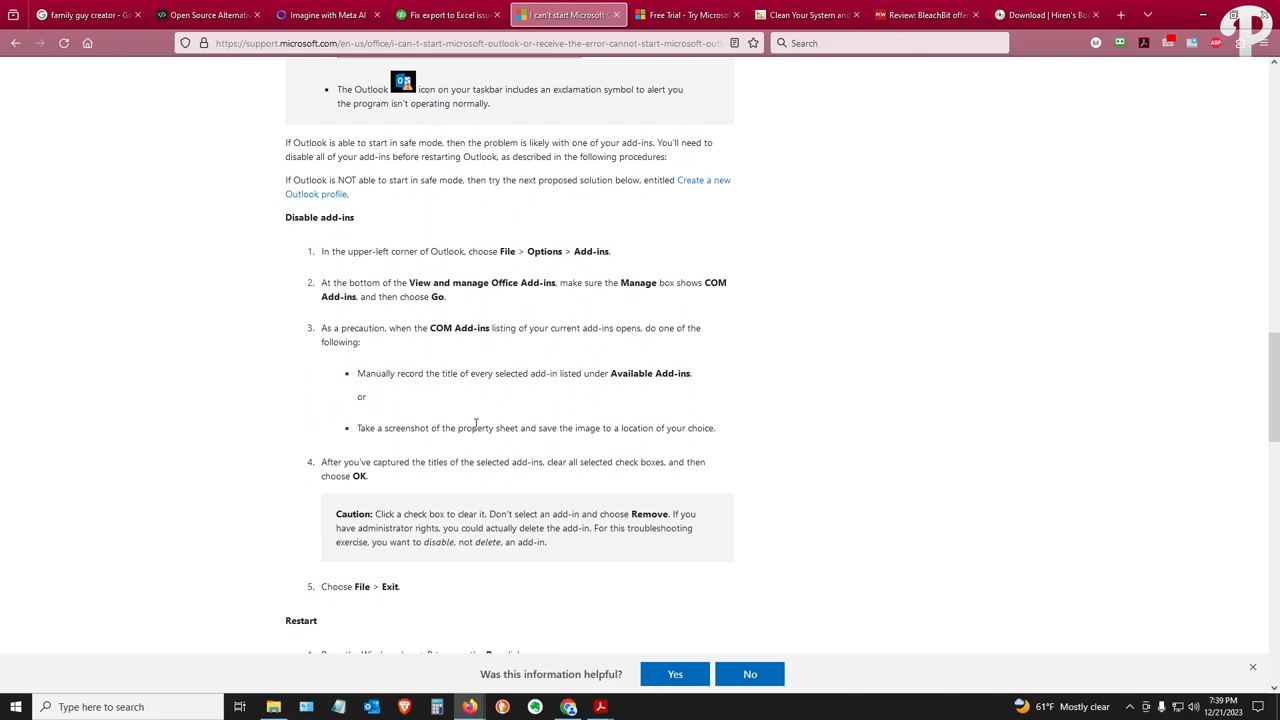 family guy creator - Go
Open Source Alternativ
Imagine with Meta AI
Fix export to Excel issu
I can't start Microsoft O
Free Trial - Try Microso
Clean Your System and
Review: BleachBit offer
Download | Hiren's Bo
https://support.microsoft.com/en-us/office/i-can-t-start-microsoft-outlook-or-receive-the-error-cannot-start-microsoft-outl
Search
The Outlook icon on your taskbar includes an exclamation symbol to alert you
the program isn't operating normally.
If Outlook is able to start in safe mode, then the problem is likely with one of your add-ins. You'll need to
disable all of your add-ins before restarting Outlook, as described in the following procedures:
If Outlook is NOT able to start in safe mode, then try the next proposed solution below, entitled Create a new
Outlook profile.
Disable add-ins
1. In the upper-left corner of Outlook, choose File > Options > Add-ins.
2. At the bottom of the View and manage Office Add-ins, make sure the Manage box shows COM
Add-ins, and then choose Go.
3. As a precaution, when the COM Add-ins listing of your current add-ins opens, do one of the
following:
Manually record the title of every selected add-in listed under Available Add-ins.
or
Take a screenshot of the property sheet and save the image to a location of your choice.
4. After you've captured the titles of the selected add-ins, clear all selected check boxes, and then
choose OK.
Caution: Click a check box to clear it. Don't select an add-in and choose Remove. If you
have administrator rights, you could actually delete the add-in. For this troubleshooting
exercise, you want to disable, not delete, an add-in.
5. Choose File > Exit.
Restart
Was this information helpful?
Yes
No
Type here to search
61°F Mostly clear
7:39 PM
12/21/2023